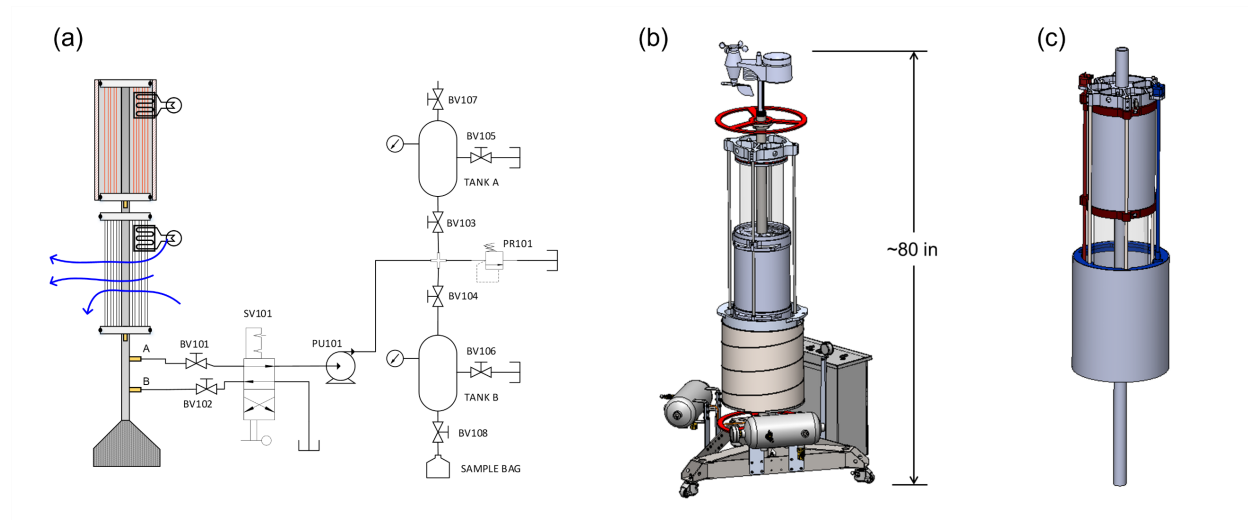 (a)
(b)
(c)
BV107
BV105
TANK A
BV103
PR101
BV104
SV101
BV101
PU101
A
B
BV102
BV106
TANK B
BV108
SAMPLE BAG
~80 in